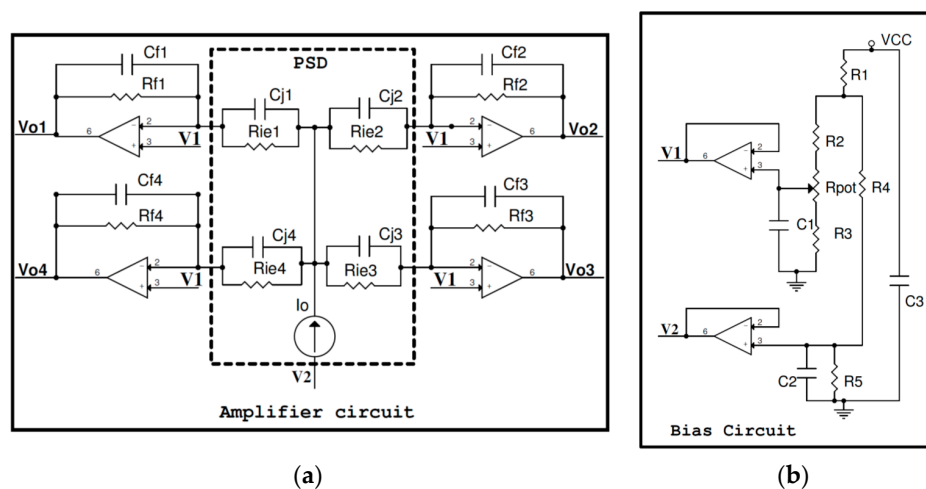 Cf1
Rf1
Vo1
6
2
3
V1
PSD
Cj1
Rie1
Cj2
Rie2
Cf2
Rf2
Vo2
V1
2
3
6
Cf4
Rf4
Vo4
6
2
3
V1
Cj4
Rie4
Cj3
Rie3
Cf3
Rf3
Vo3
V1
2
3
6
Io
V2
Amplifier circuit
(a)
VCC
R1
R2
Rpot
R4
R3
C1
C3
V1
6
2
3
V2
6
2
3
C2
R5
Bias Circuit
(b)